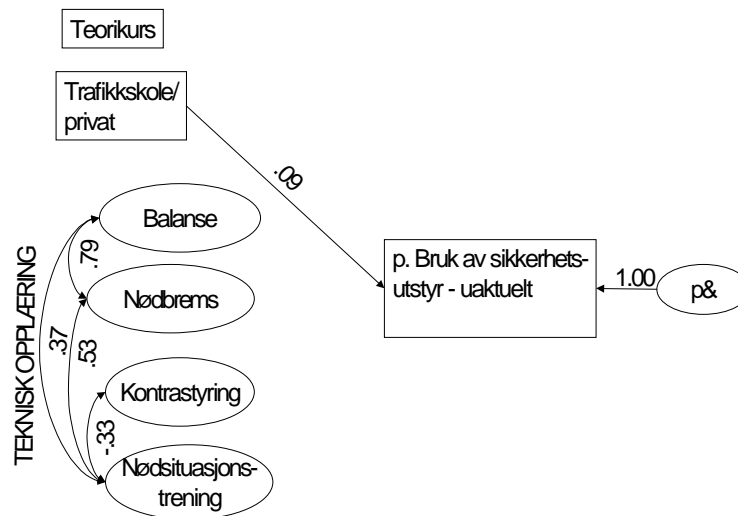 Teorikurs
Trafikkskole/
privat
.09
Balanse
.79
Nødbrems
p. Bruk av sikkerhets-
utstyr - uaktuelt
1.00
p&
TEKNISK OPPLÆRING
.37
.53
Kontrastyring
-.33
Nødsituasjons-
trening